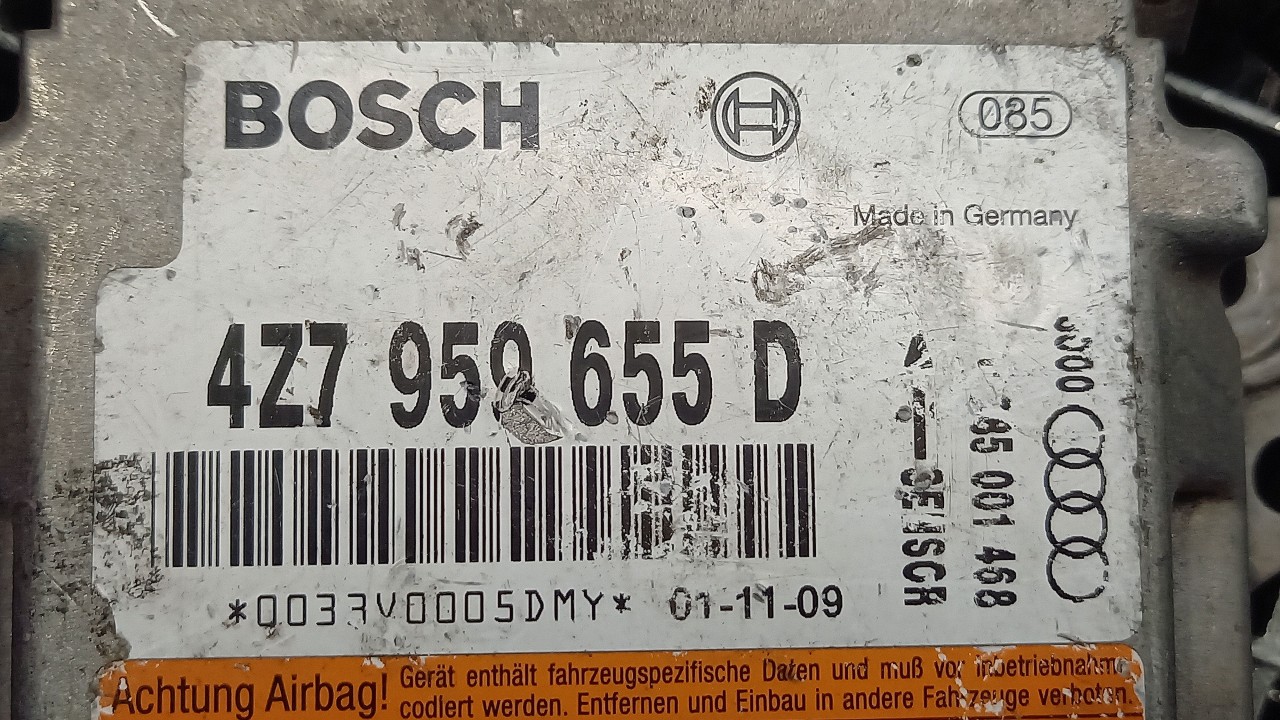 BOSCH
085
Made in Germany
4Z7 959 655 D
*0033V0005DMY* 01-11-09
85 001 468
Achtung Airbag!
Gerät enthält fahrzeugspezifische Daten und muß vor Inbetriebnahme
codiert werden. Entfernen und Einbau in andere Fahrzeuge verboten.